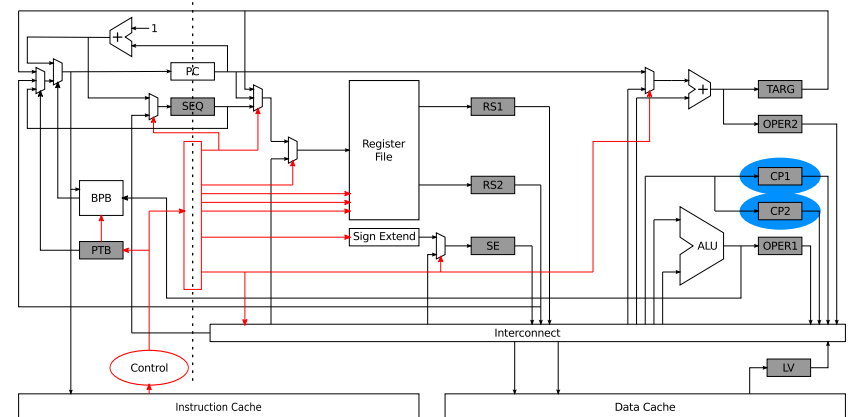 1
+
PC
SEQ
Register
File
RS1
RS2
+
TARG
OPER2
CP1
CP2
BPB
PTB
Sign Extend
SE
ALU
OPER1
Interconnect
Control
LV
Instruction Cache
Data Cache